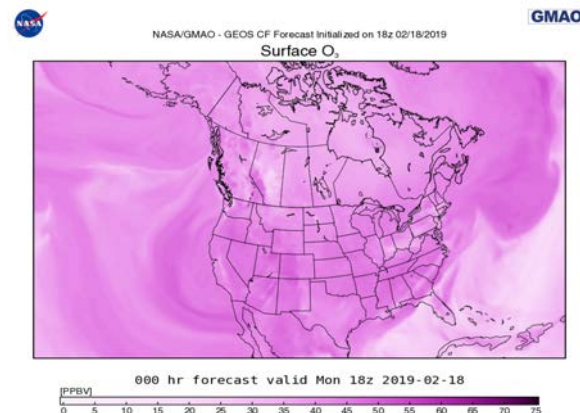 NASA
GMAO
NASA/GMAO - GEOS CF Forecast Initialized on 18z 02/18/2019
Surface O₃
000 hr forecast valid Mon 18z 2019-02-18
[PPBV]
0 5 10 15 20 25 30 35 40 45 50 55 60 65 70 75